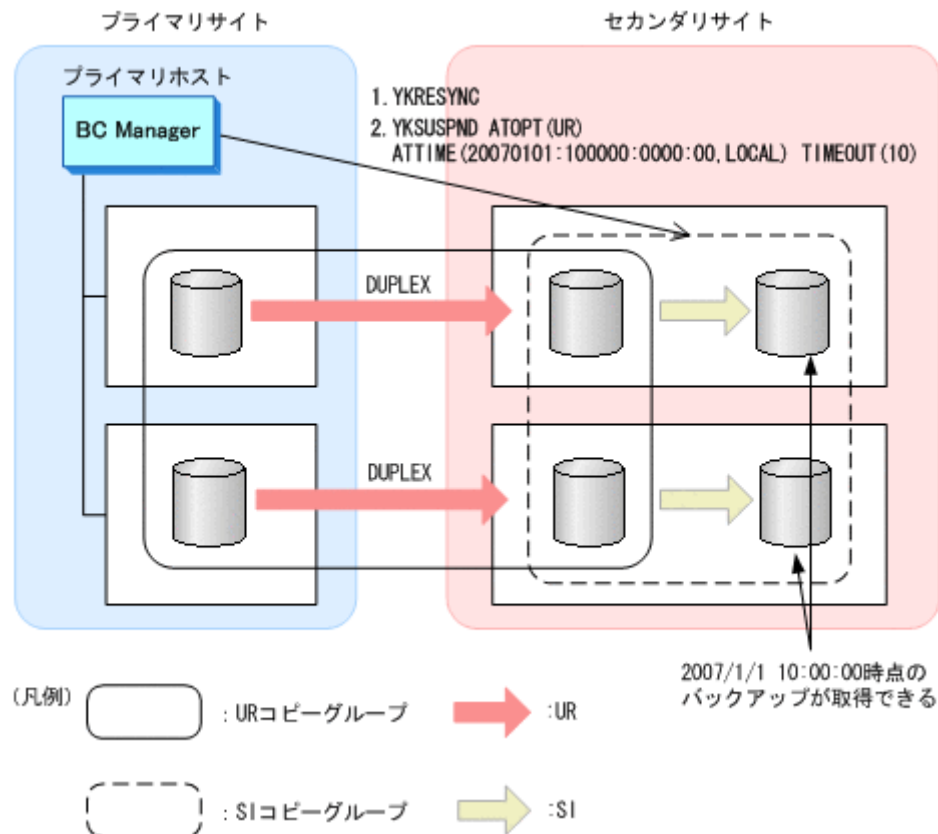 プライマリサイト
セカンダリサイト
プライマリホスト
BC Manager
1. YKRESYNC
2. YKSUSPND ATOPT(UR)
ATTIME(20070101:100000:0000:00,LOCAL) TIMEOUT(10)
DUPLEX
DUPLEX
2007/1/1 10:00:00時点の
バックアップが取得できる
(凡例)
:URコピーグループ
:UR
:SIコピーグループ
:SI